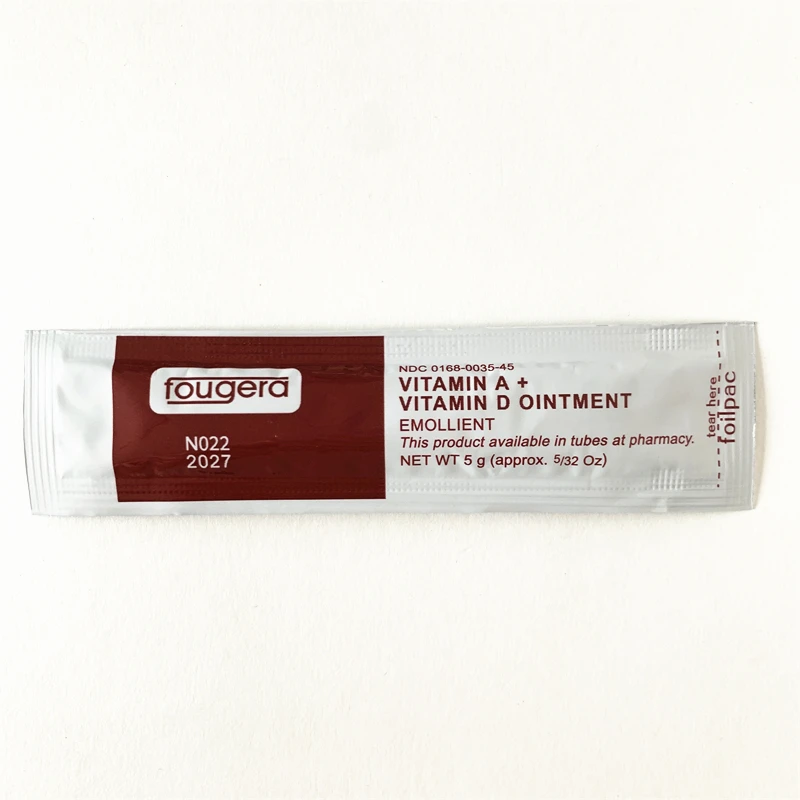 fougera
N022
2027
NDC 0168-0035-45
VITAMIN A +
VITAMIN D OINTMENT
EMOLLIENT
This product available in tubes at pharmacy.
NET WT 5 g (approx. 5/32 Oz)
tear here
foilpac